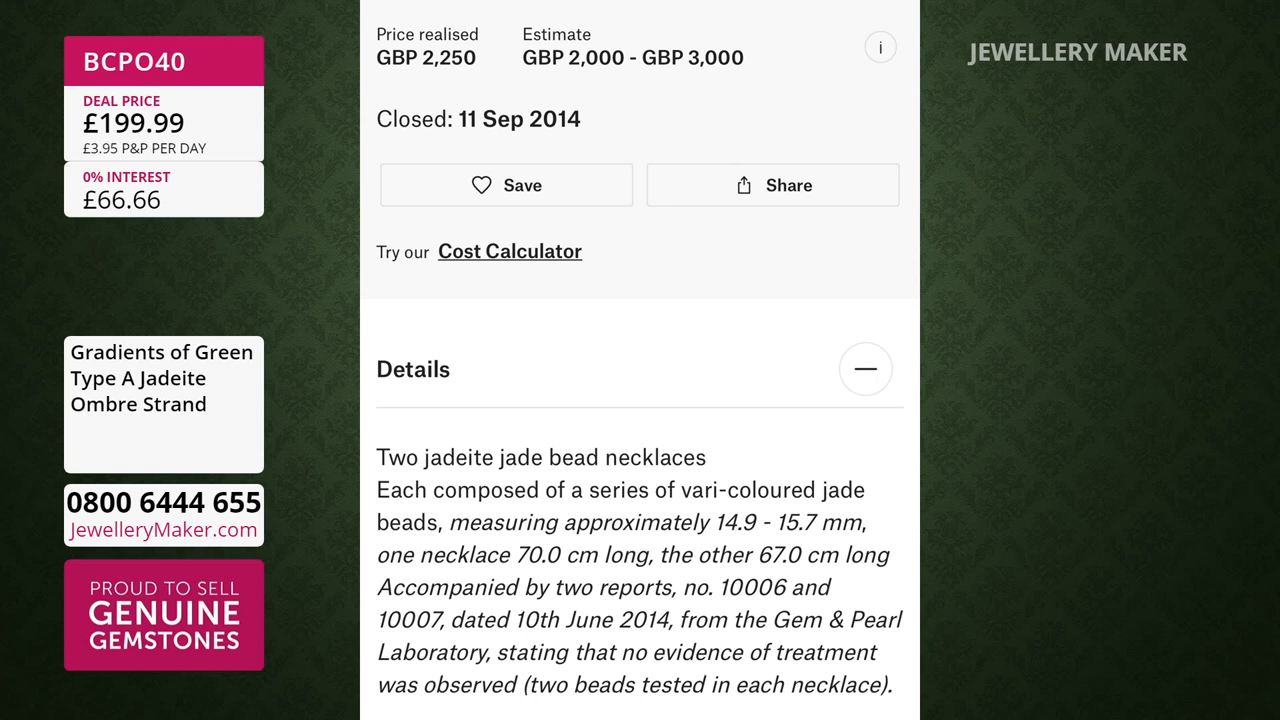 BCPO40
DEAL PRICE
£199.99
£3.95 P&P PER DAY
0% INTEREST
£66.66
Gradients of Green
Type A Jadeite
Ombre Strand
0800 6444 655
JewelleryMaker.com
PROUD TO SELL
GENUINE
GEMSTONES
Price realised
GBP 2,250
Estimate
GBP 2,000 - GBP 3,000
i
Closed: 11 Sep 2014
Save
Share
Try our Cost Calculator
Details
Two jadeite jade bead necklaces
Each composed of a series of vari-coloured jade
beads, measuring approximately 14.9 - 15.7 mm,
one necklace 70.0 cm long, the other 67.0 cm long
Accompanied by two reports, no. 10006 and
10007, dated 10th June 2014, from the Gem & Pearl
Laboratory, stating that no evidence of treatment
was observed (two beads tested in each necklace).
JEWELLERY MAKER